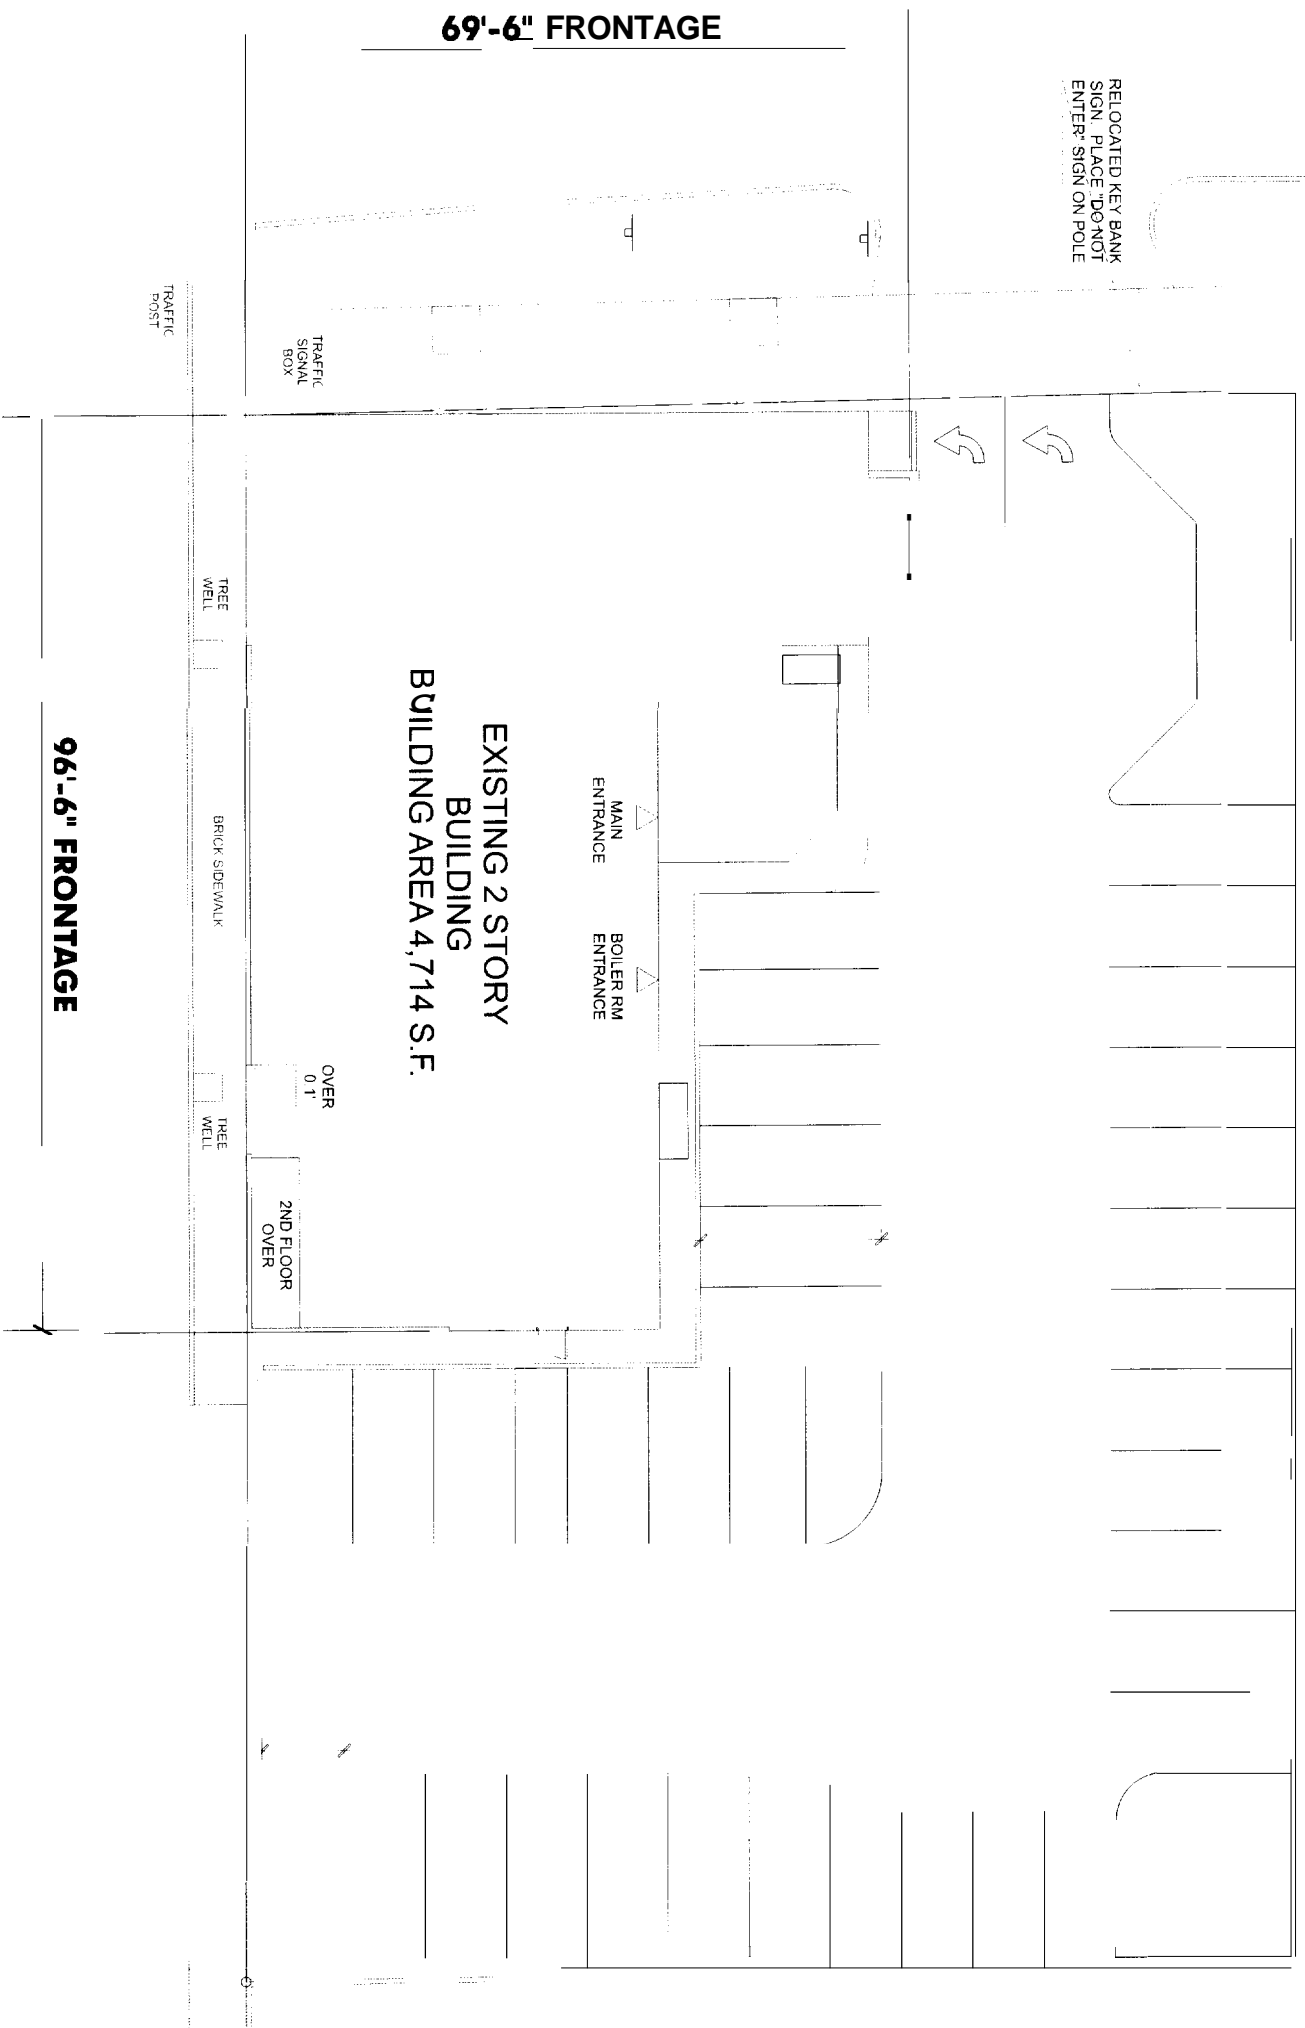 69'-6" FRONTAGE
RELOCATED KEY BANK
SIGN. PLACE "DO NOT
ENTER" SIGN ON POLE
TRAFFIC
POST
TRAFFIC
SIGNAL
BOX
TREE
WELL
EXISTING 2 STORY
BUILDING
BUILDING AREA 4,714 S.F.
MAIN
ENTRANCE
BOILER RM
ENTRANCE
96'-6" FRONTAGE
BRICK SIDEWALK
OVER
0.1'
TREE
WELL
2ND FLOOR
OVER